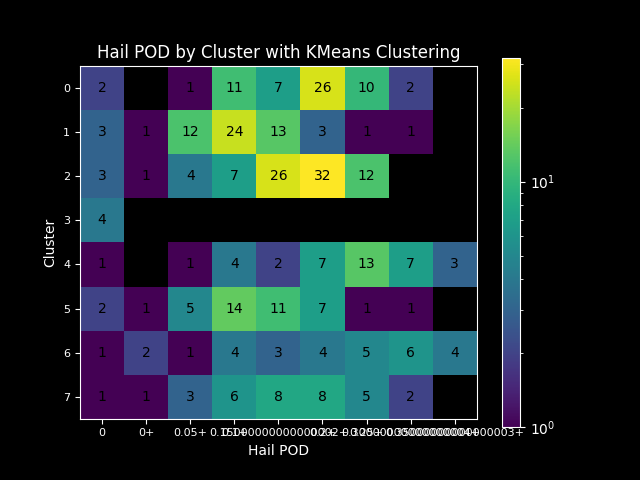 Hail POD by Cluster with KMeans Clustering
0 2 1 11 7 26 10 2
1 3 1 12 24 13 3 1 1
2 3 1 4 7 26 32 12
3 4
4 1 1 4 2 7 13 7 3
5 2 1 5 14 11 7 1 1
6 1 2 1 4 3 4 5 6 4
7 1 1 3 6 8 8 5 2
0 0+ 0.05+
Hail POD
Cluster
10¹
10⁰